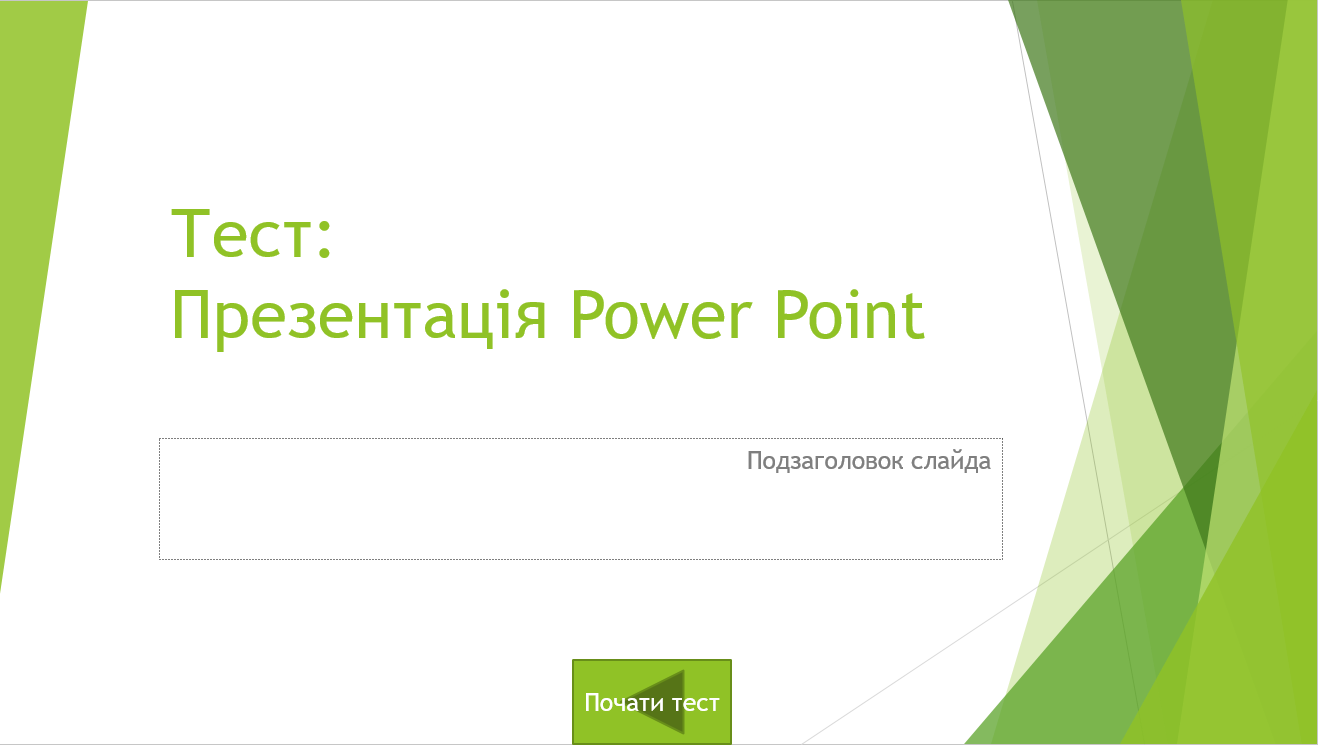 Тест:
Презентація Power Point
Подзаголовок слайда
Почати тест